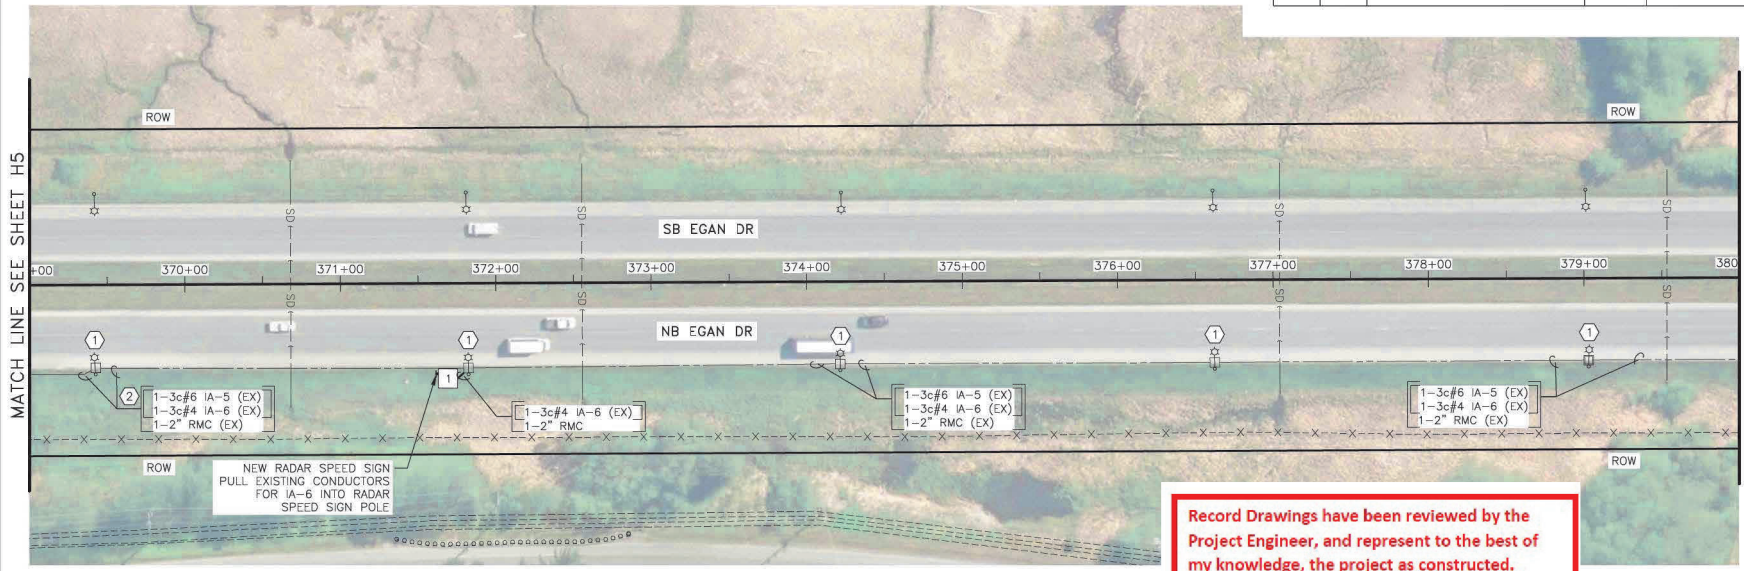 MATCH LINE SEE SHEET H5
ROW
ROW
SD
SD
SD
SD
SB EGAN DR
+00
370+00
371+00
372+00
373+00
374+00
375+00
376+00
377+00
378+00
379+00
380
SD
SD
SD
NB EGAN DR
1
1
1
1
1
2
1-3c#6 IA-5 (EX)
1-3c#4 IA-6 (EX)
1-2" RMC (EX)
1
1-3c#4 IA-6 (EX)
1-2" RMC
1-3c#6 IA-5 (EX)
1-3c#4 IA-6 (EX)
1-2" RMC (EX)
1-3c#6 IA-5 (EX)
1-3c#4 IA-6 (EX)
1-2" RMC (EX)
ROW
ROW
NEW RADAR SPEED SIGN
PULL EXISTING CONDUCTORS
FOR IA-6 INTO RADAR
SPEED SIGN POLE
Record Drawings have been reviewed by the
Project Engineer, and represent to the best of
my knowledge, the project as constructed.